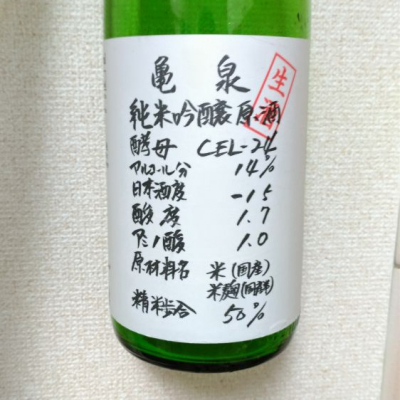 亀泉
生酒
純米吟醸原酒
酵母 CEL-24
アルコール分 14%
日本酒度 -15
酸度 1.7
アミノ酸 1.0
原材料名 米(国産)
米麹(国産米)
精米歩合 50%